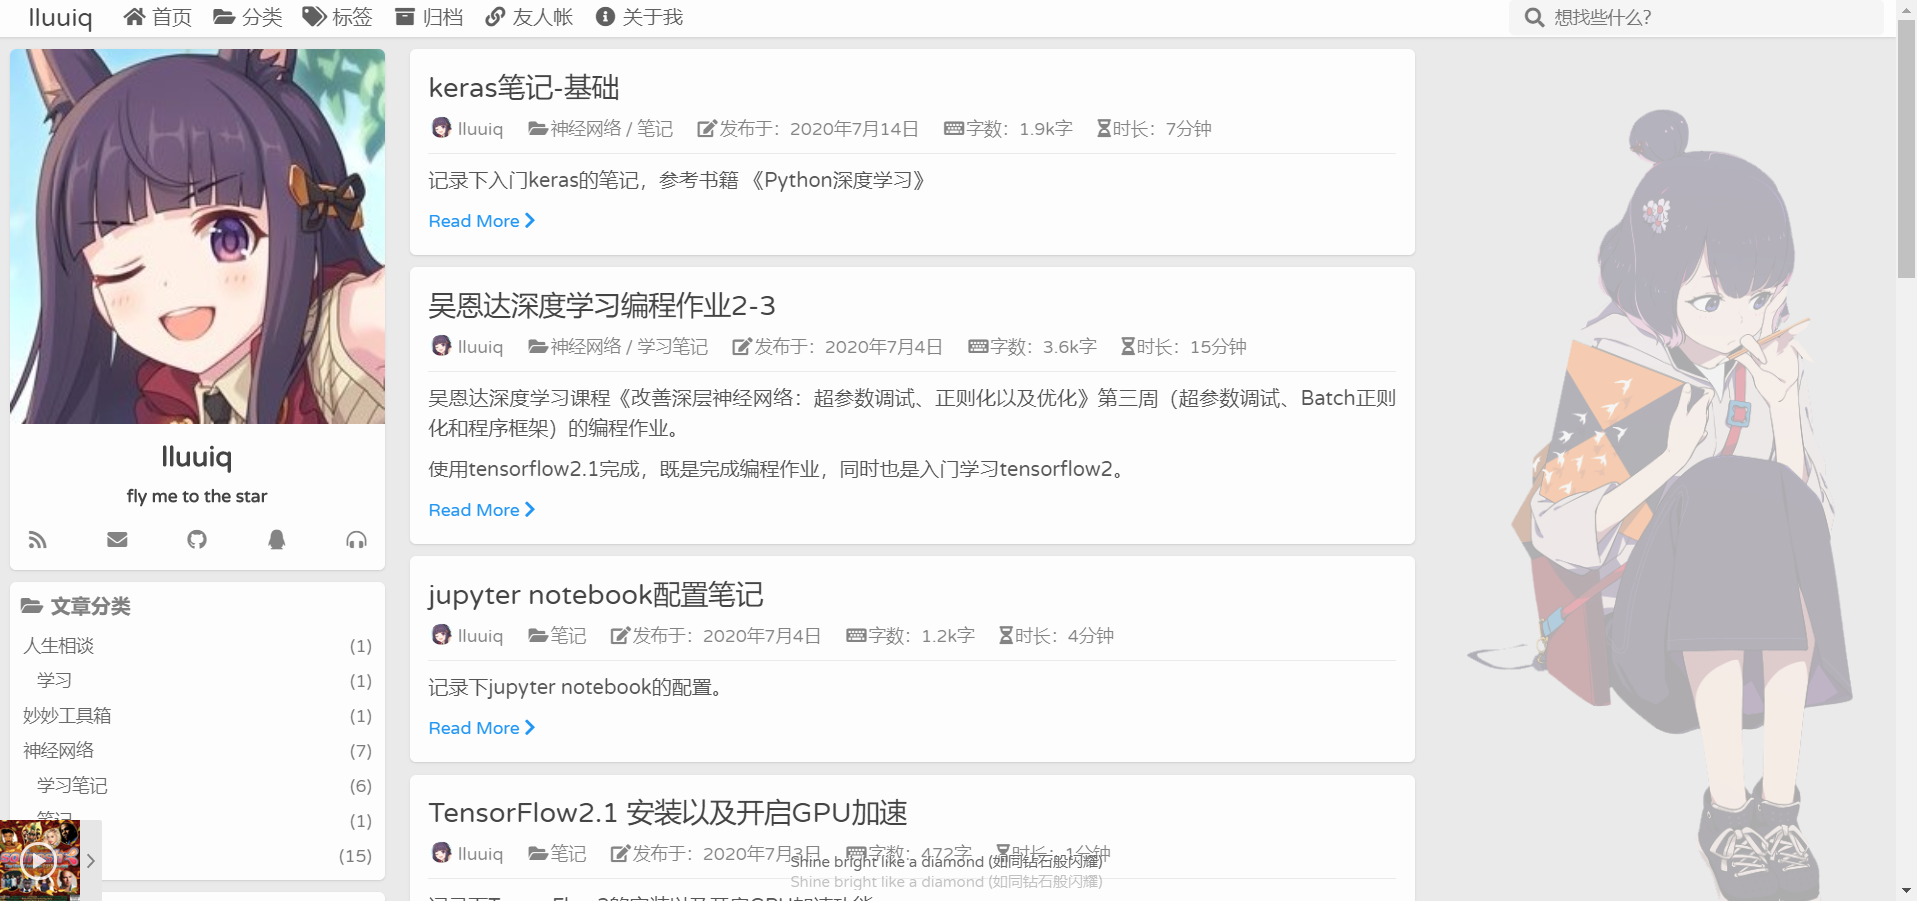 lluuiq 首页 分类 标签 归档 友人帐 关于我 想找些什么?
lluuiq
fly me to the star
文章分类
人生相谈 (1)
学习 (1)
妙妙工具箱 (1)
神经网络 (7)
学习笔记 (6)
笔记 (1)
(15)
keras笔记-基础
lluuiq 神经网络 / 笔记 发布于：2020年7月14日 字数：1.9k字 时长：7分钟
记录下入门keras的笔记，参考书籍 《Python深度学习》
Read More
吴恩达深度学习编程作业2-3
lluuiq 神经网络 / 学习笔记 发布于：2020年7月4日 字数：3.6k字 时长：15分钟
吴恩达深度学习课程《改善深层神经网络：超参数调试、正则化以及优化》第三周（超参数调试、Batch正则
化和程序框架）的编程作业。
使用tensorflow2.1完成，既是完成编程作业，同时也是入门学习tensorflow2。
Read More
jupyter notebook配置笔记
lluuiq 笔记 发布于：2020年7月4日 字数：1.2k字 时长：4分钟
记录下jupyter notebook的配置。
Read More
TensorFlow2.1 安装以及开启GPU加速
lluuiq 笔记 发布于：2020年7月3日 字数：472字 时长：1分钟
Shine bright like a diamond (如同钻石般闪耀)
Shine bright like a diamond (如同钻石般闪耀)